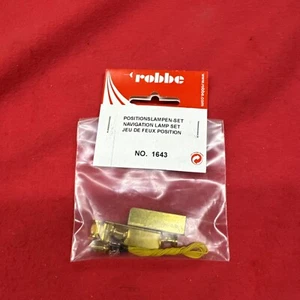 robbe
POSITIONSLAMPEN-SET
NAVIGATION LAMP SET
JEU DE FEUX POSITION
NO. 1643